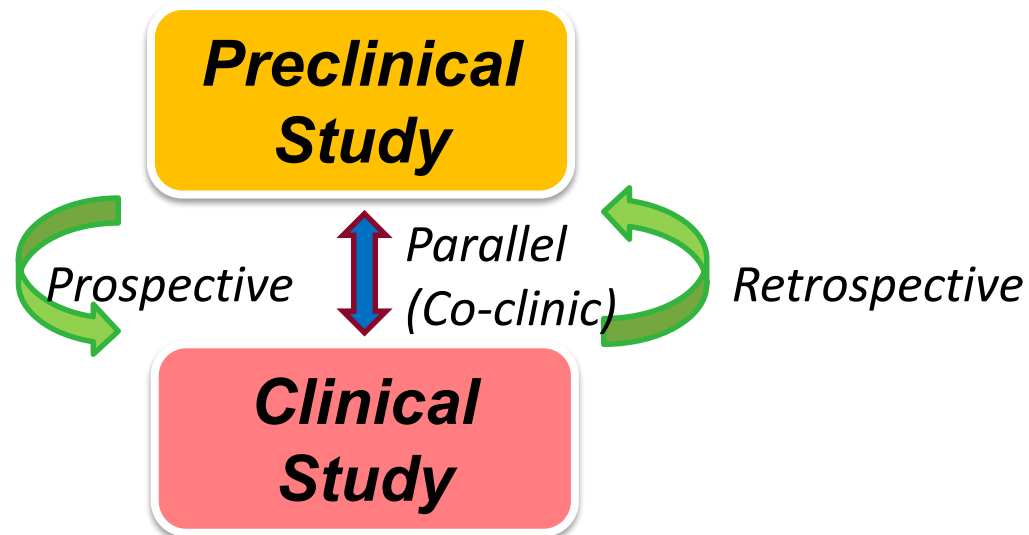 Preclinical
Study
Prospective
Parallel
(Co-clinic)
Retrospective
Clinical
Study